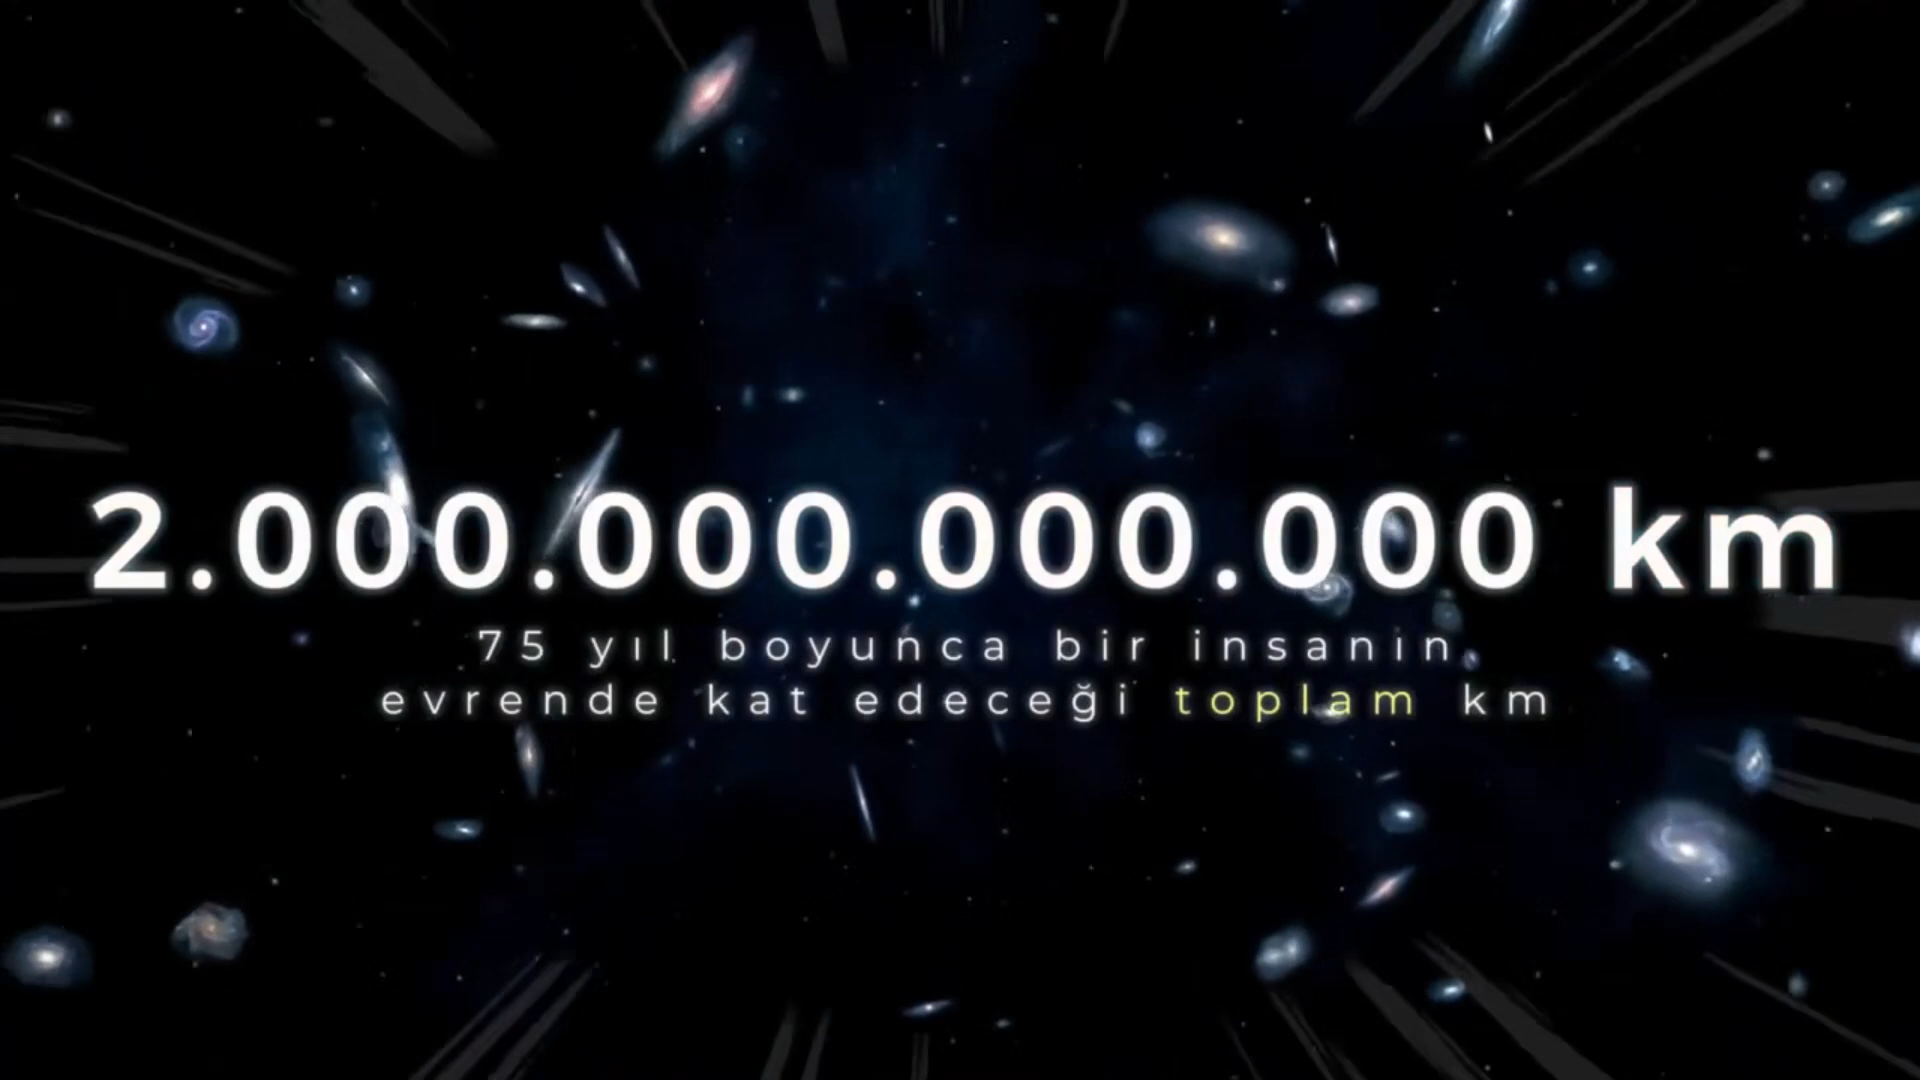 2.000.000.000.000 km
75 yıl boyunca bir insanın
evrende kat edeceği toplam km